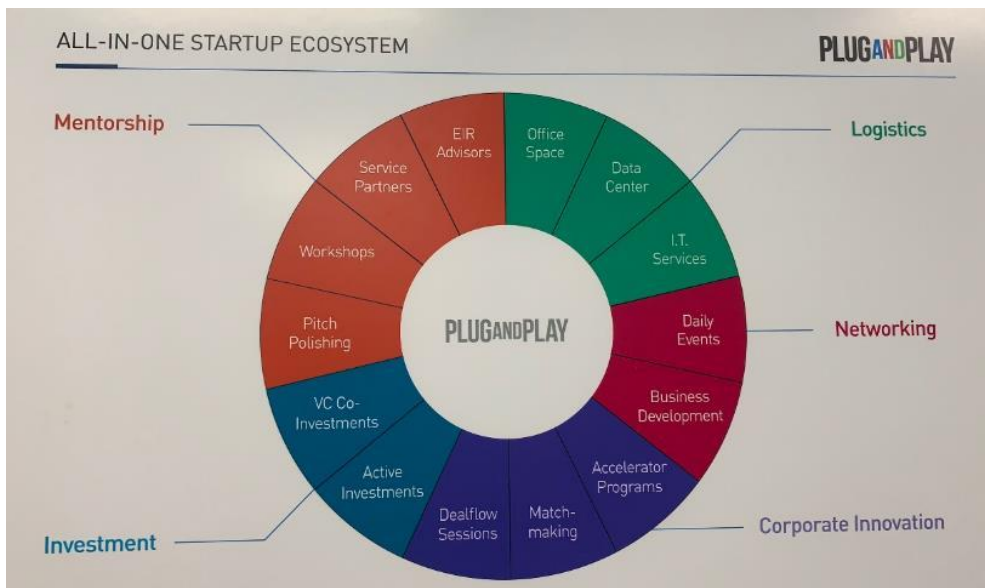 ALL-IN-ONE STARTUP ECOSYSTEM
PLUGANDPLAY
Mentorship
Logistics
EIR
Advisors
Office
Space
Service
Partners
Data
Center
Workshops
I.T.
Services
Pitch
Polishing
PLUGANDPLAY
Daily
Events
Networking
VC Co-
Investments
Business
Development
Active
Investments
Accelerator
Programs
Dealflow
Sessions
Match-
making
Investment
Corporate Innovation